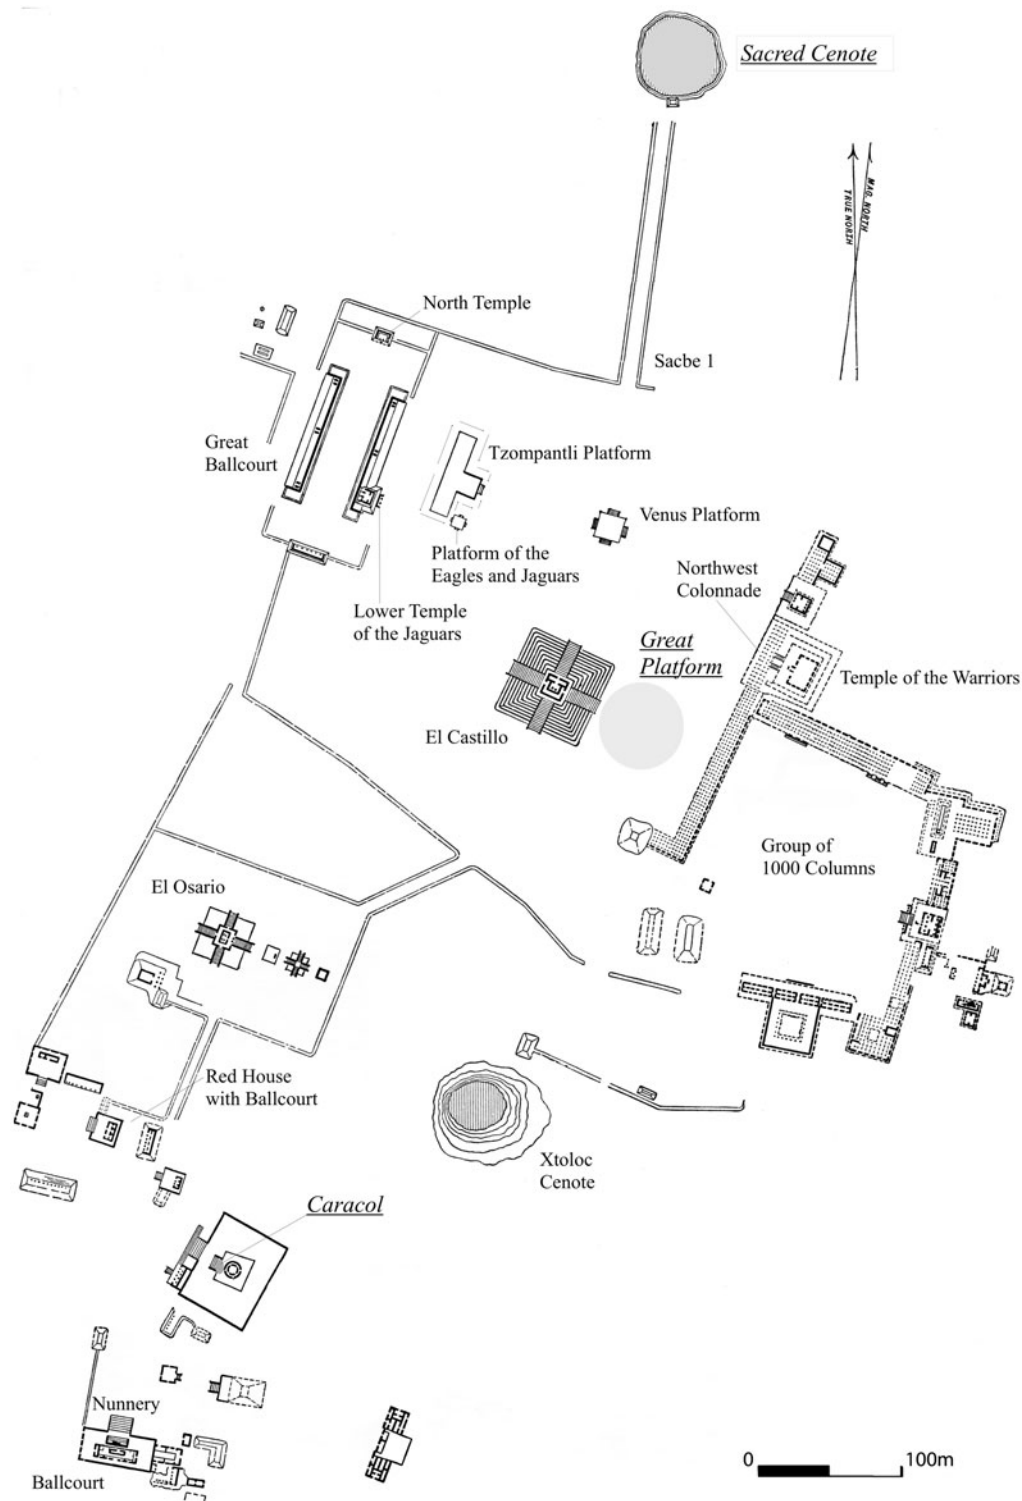 Sacred Cenote
TRUE NORTH
MAG. NORTH
North Temple
Sacbe 1
Great
Ballcourt
Tzompantli Platform
Venus Platform
Platform of the
Eagles and Jaguars
Northwest
Colonnade
Lower Temple
of the Jaguars
Great
Platform
Temple of the Warriors
El Castillo
Group of
1000 Columns
El Osario
Red House
with Ballcourt
Xtoloc
Cenote
Caracol
Nunnery
Ballcourt
0 100m